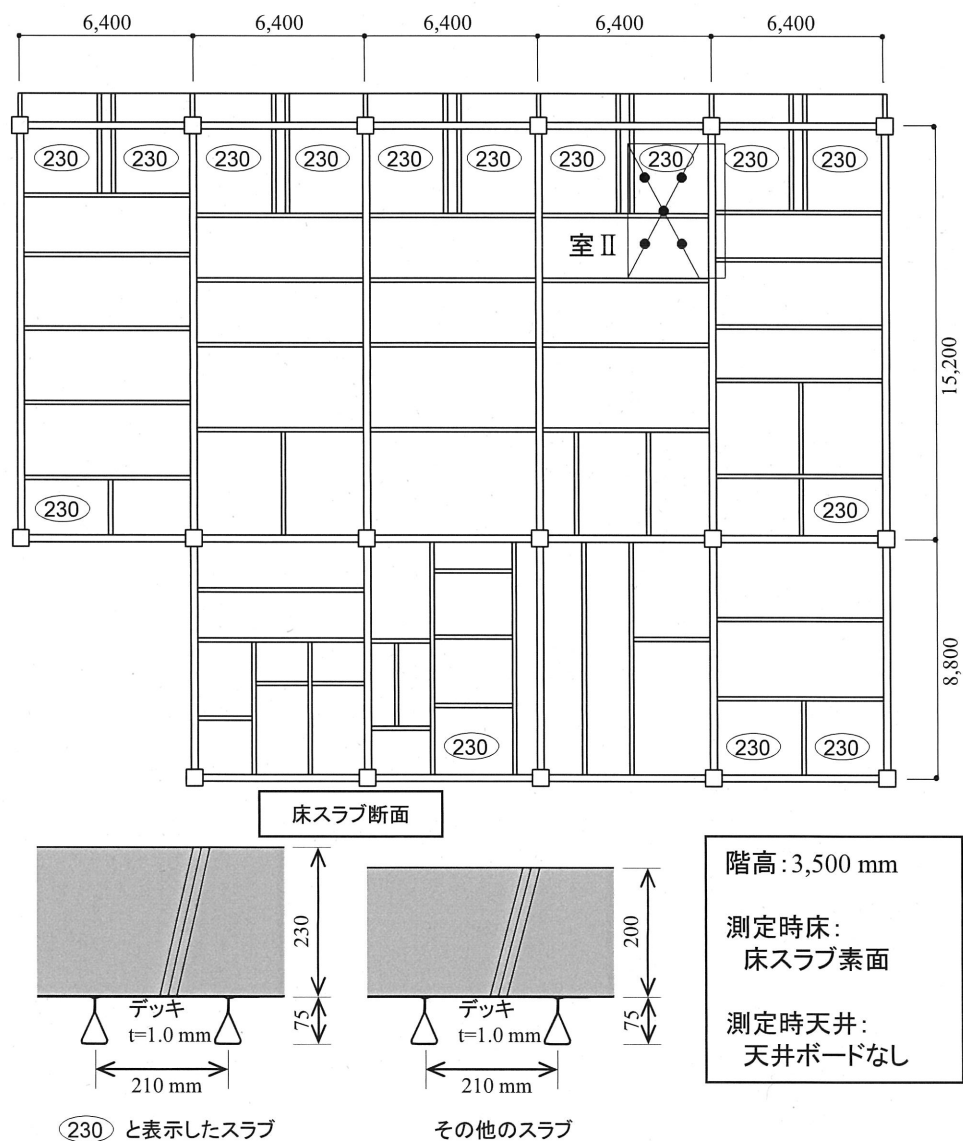 6,400 6,400 6,400 6,400 6,400
230 230 230 230 230 230 230 230 230 230
室Ⅱ
15,200
230 230
8,800
230 230 230
床スラブ断面
230
75
デッキ
t=1.0 mm
210 mm
230 と表示したスラブ
200
75
デッキ
t=1.0 mm
210 mm
その他のスラブ
階高:3,500 mm
測定時床:
床スラブ素面
測定時天井:
天井ボードなし